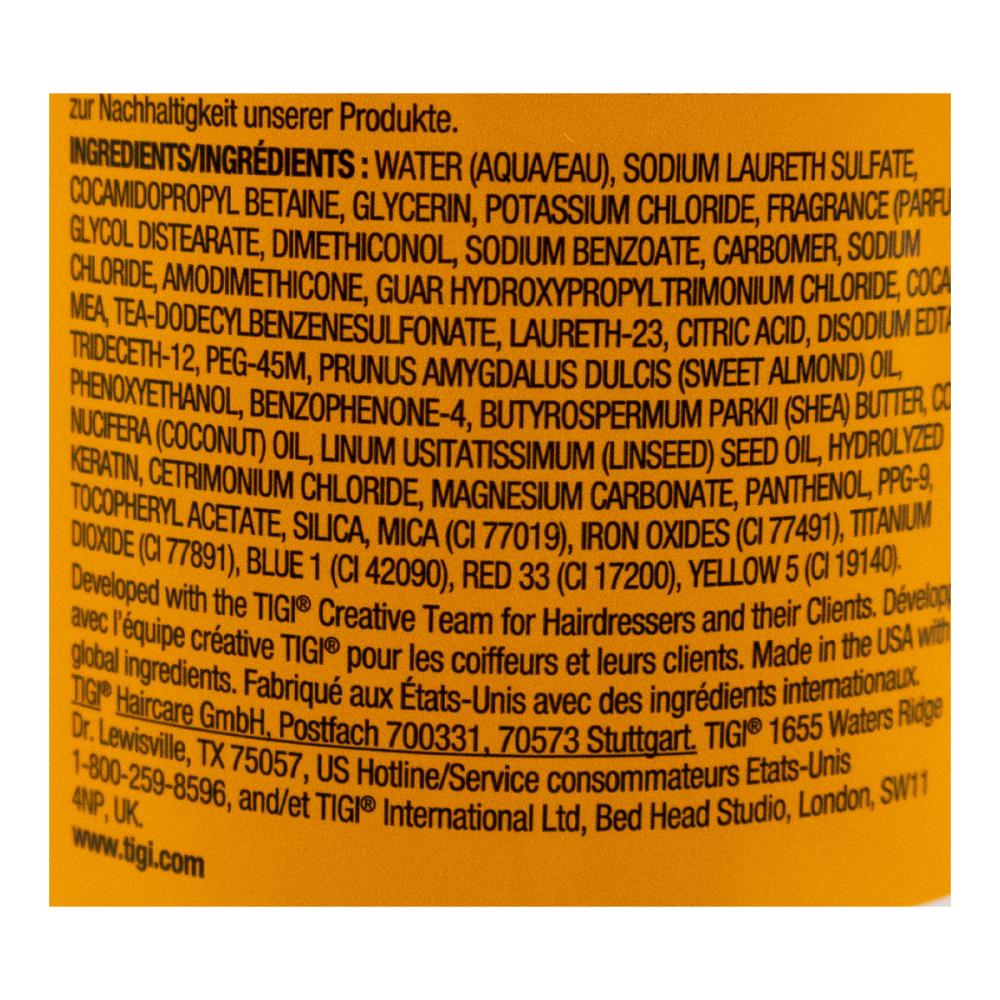 zur Nachhaltigkeit unserer Produkte.
INGREDIENTS/INGRÉDIENTS : WATER (AQUA/EAU), SODIUM LAURETH SULFATE,
COCAMIDOPROPYL BETAINE, GLYCERIN, POTASSIUM CHLORIDE, FRAGRANCE (PARFU
GLYCOL DISTEARATE, DIMETHICONOL, SODIUM BENZOATE, CARBOMER, SODIUM
CHLORIDE, AMODIMETHICONE, GUAR HYDROXYPROPYLTRIMONIUM CHLORIDE, COCA
MEA, TEA-DODECYLBENZENESULFONATE, LAURETH-23, CITRIC ACID, DISODIUM EDTA
TRIDECETH-12, PEG-45M, PRUNUS AMYGDALUS DULCIS (SWEET ALMOND) OIL,
PHENOXYETHANOL, BENZOPHENONE-4, BUTYROSPERMUM PARKII (SHEA) BUTTER, CO
NUCIFERA (COCONUT) OIL, LINUM USITATISSIMUM (LINSEED) SEED OIL, HYDROLYZED
KERATIN, CETRIMONIUM CHLORIDE, MAGNESIUM CARBONATE, PANTHENOL, PPG-9,
TOCOPHERYL ACETATE, SILICA, MICA (CI 77019), IRON OXIDES (CI 77491), TITANIUM
DIOXIDE (CI 77891), BLUE 1 (CI 42090), RED 33 (CI 17200), YELLOW 5 (CI 19140).
Developed with the TIGI® Creative Team for Hairdressers and their Clients. Dévelop
avec l'équipe créative TIGI® pour les coiffeurs et leurs clients. Made in the USA with
global ingredients. Fabriqué aux États-Unis avec des ingrédients internationaux.
TIGI® Haircare GmbH, Postfach 700331, 70573 Stuttgart. TIGI® 1655 Waters Ridge
Dr. Lewisville, TX 75057, US Hotline/Service consommateurs Etats-Unis
1-800-259-8596, and/et TIGI® International Ltd, Bed Head Studio, London, SW11
4NP, UK.
www.tigi.com